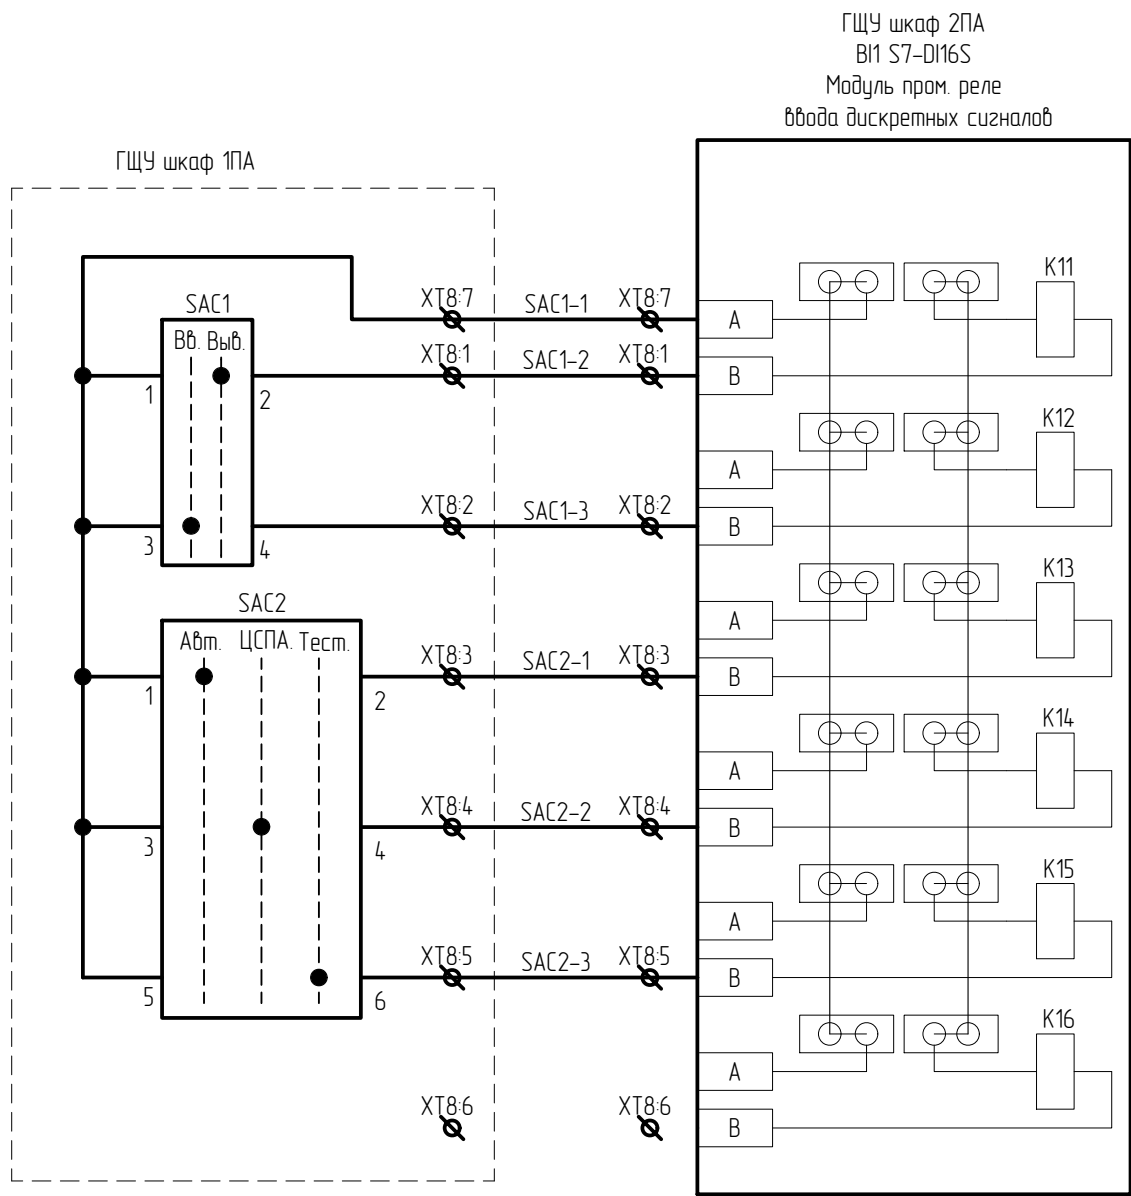 ГЩУ шкаф 2ПА
BI1 S7-DI16S
Модуль пром. реле
ввода дискретных сигналов
ГЩУ шкаф 1ПА
SAC1
Вв. Выв.
1
2
3
4
SAC2
Авт. ЦСПА. Тест.
1
2
3
4
5
6
XT8:7 SAC1-1 XT8:7
XT8:1 SAC1-2 XT8:1
XT8:2 SAC1-3 XT8:2
XT8:3 SAC2-1 XT8:3
XT8:4 SAC2-2 XT8:4
XT8:5 SAC2-3 XT8:5
XT8:6 XT8:6
A
B
K11
A
B
K12
A
B
K13
A
B
K14
A
B
K15
A
B
K16